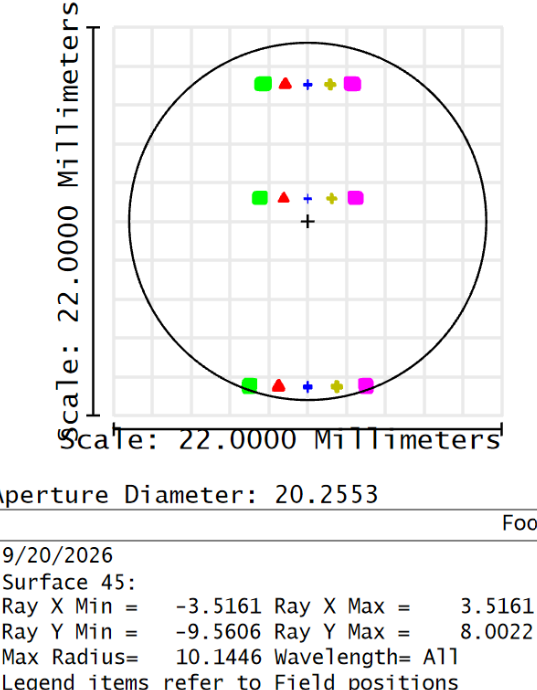 Scale: 22.0000 Millimeters
Scale: 22.0000 Millimeters
Aperture Diameter: 20.2553
Foo
9/20/2026
Surface 45:
Ray X Min = -3.5161 Ray X Max = 3.5161
Ray Y Min = -9.5606 Ray Y Max = 8.0022
Max Radius= 10.1446 Wavelength= All
Legend items refer to Field positions